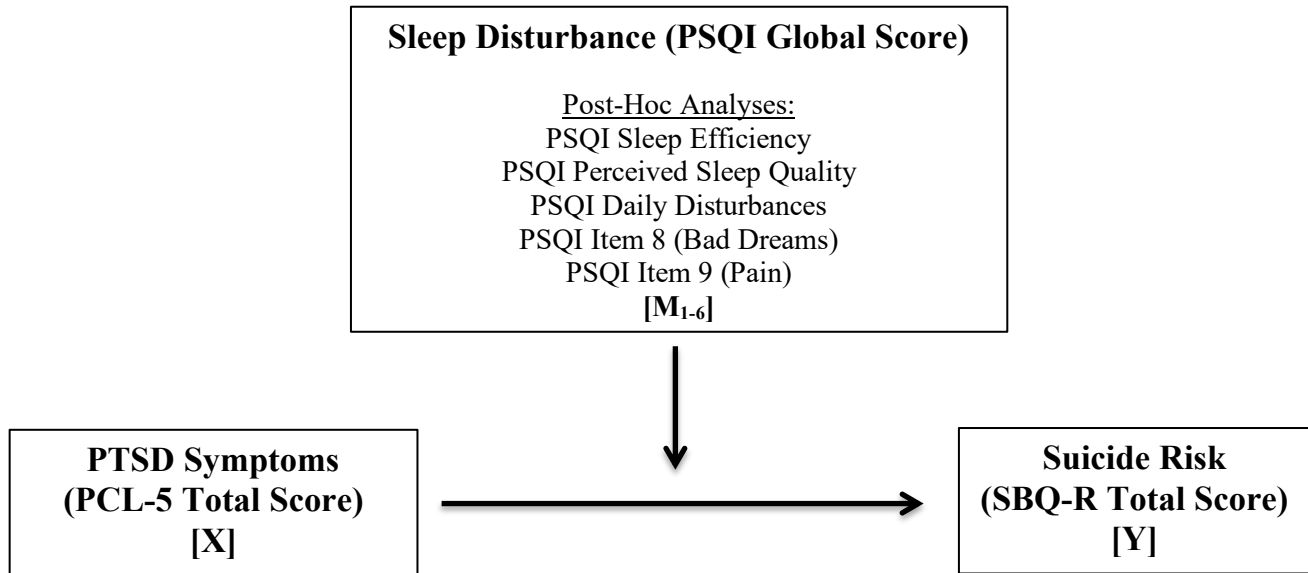 Sleep Disturbance (PSQI Global Score)
Post-Hoc Analyses:
PSQI Sleep Efficiency
PSQI Perceived Sleep Quality
PSQI Daily Disturbances
PSQI Item 8 (Bad Dreams)
PSQI Item 9 (Pain)
[M1-6]
PTSD Symptoms
(PCL-5 Total Score)
[X]
Suicide Risk
(SBQ-R Total Score)
[Y]